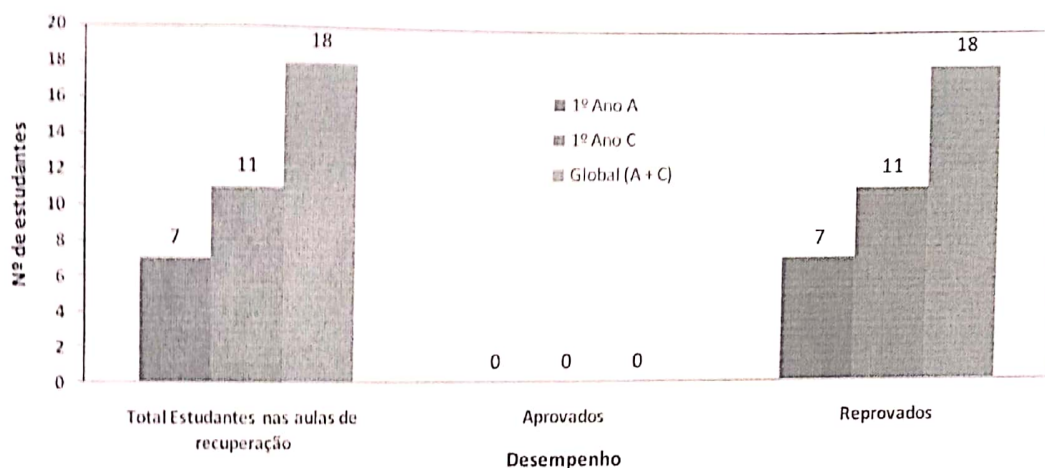 20
18
16
14
12
10
8
6
4
2
0
Nº de estudantes
7
11
18
0
0
0
7
11
18
1º Ano A
1º Ano C
Global (A + C)
Total Estudantes nas aulas de
recuperação
Aprovados
Reprovados
Desempenho